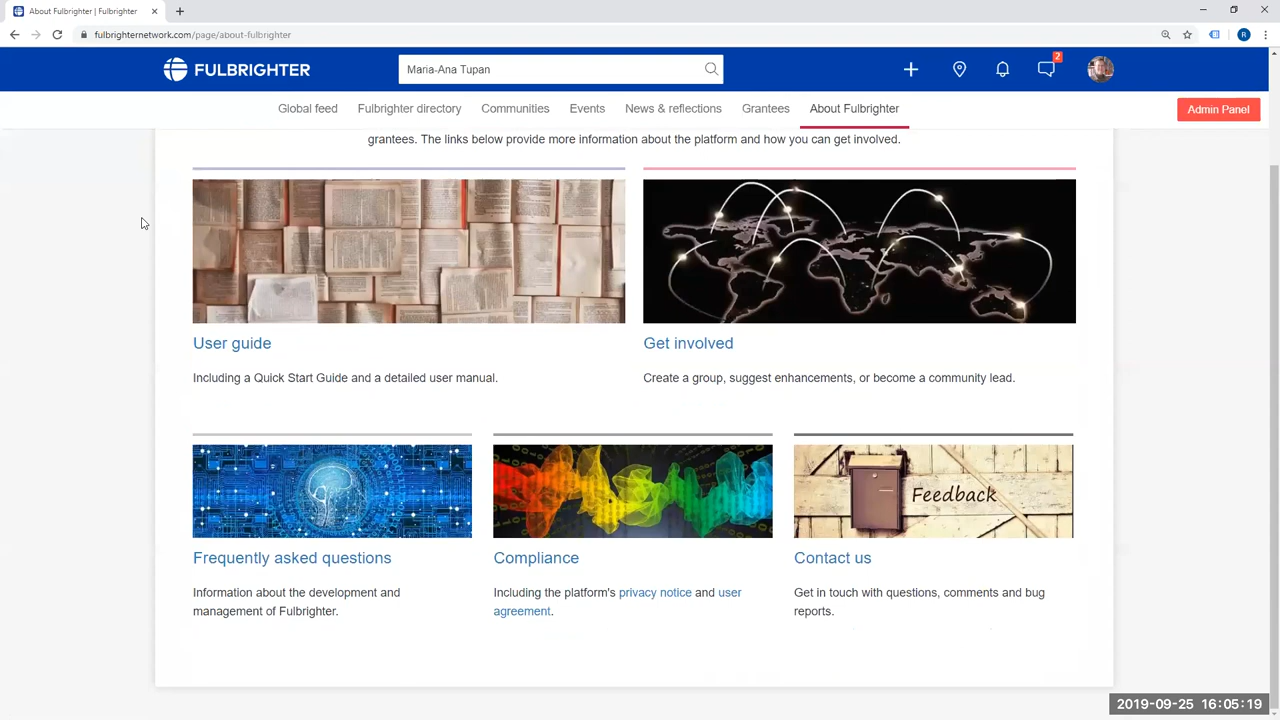 About Fulbrighter | Fulbrighter
fulbrighternetwork.com/page/about-fulbrighter
R
FULBRIGHTER
Maria-Ana Tupan
2
Global feed
Fulbrighter directory
Communities
Events
News & reflections
Grantees
About Fulbrighter
Admin Panel
grantees. The links below provide more information about the platform and how you can get involved.
User guide
Including a Quick Start Guide and a detailed user manual.
Get involved
Create a group, suggest enhancements, or become a community lead.
Frequently asked questions
Information about the development and
management of Fulbrighter.
Compliance
Including the platform's privacy notice and user
agreement.
Feedback
Contact us
Get in touch with questions, comments and bug
reports.
2019-09-25 16:05:19